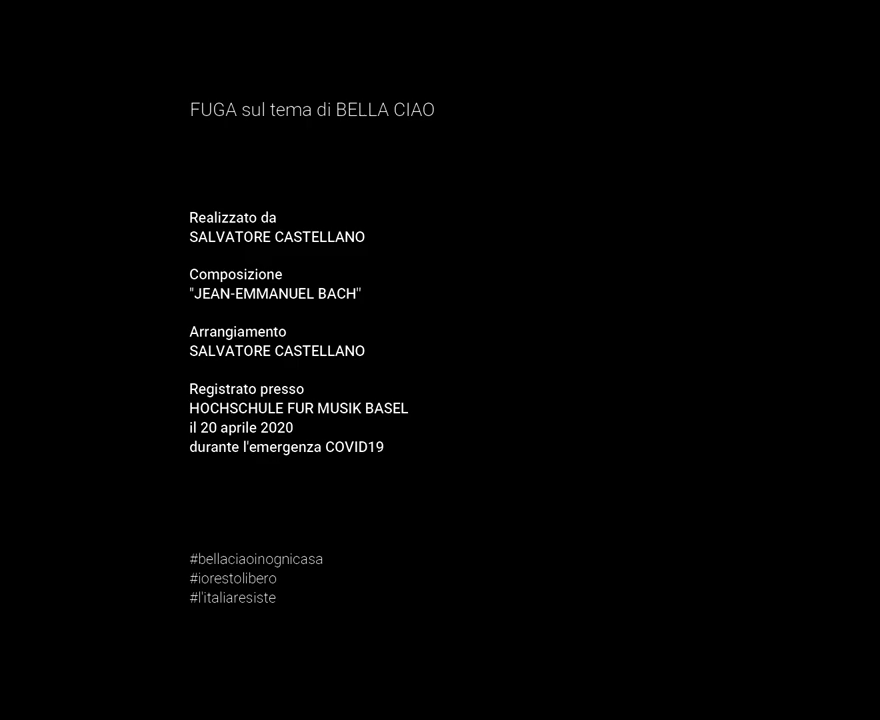 FUGA sul tema di BELLA CIAO
Realizzato da
SALVATORE CASTELLANO
Composizione
"JEAN-EMMANUEL BACH"
Arrangiamento
SALVATORE CASTELLANO
Registrato presso
HOCHSCHULE FUR MUSIK BASEL
il 20 aprile 2020
durante l'emergenza COVID19
#bellaciaoinognicasa
#iorestolibero
#l'italiaresiste